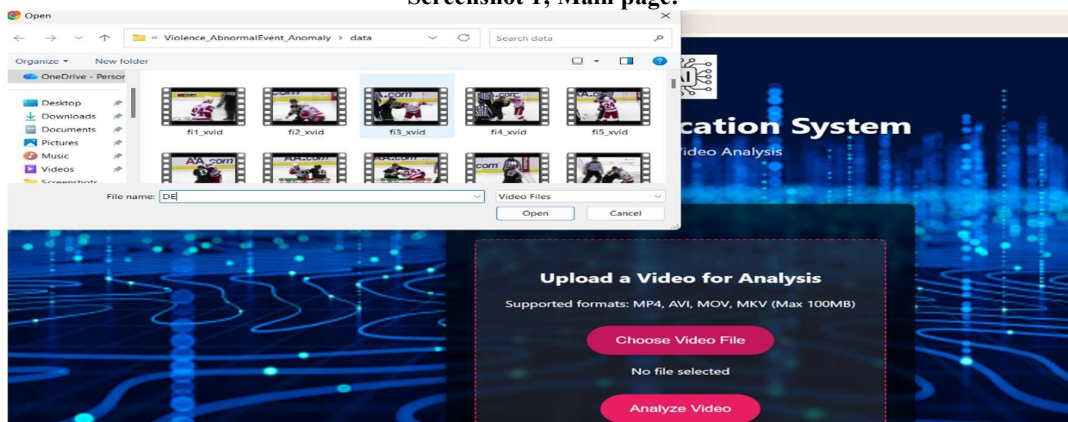 Screenshot 1, Main page.
Open
« Violence_AbnormalEvent_Anomaly > data
Search data
Organize
New folder
OneDrive - Persor
Desktop
Downloads
Documents
Pictures
Music
Videos
Screenshots
fi1_xvid
fi2_xvid
fi3_xvid
fi4_xvid
fi5_xvid
File name: DE
Video Files
Open
Cancel
AI
cation System
ideo Analysis
Upload a Video for Analysis
Supported formats: MP4, AVI, MOV, MKV (Max 100MB)
Choose Video File
No file selected
Analyze Video